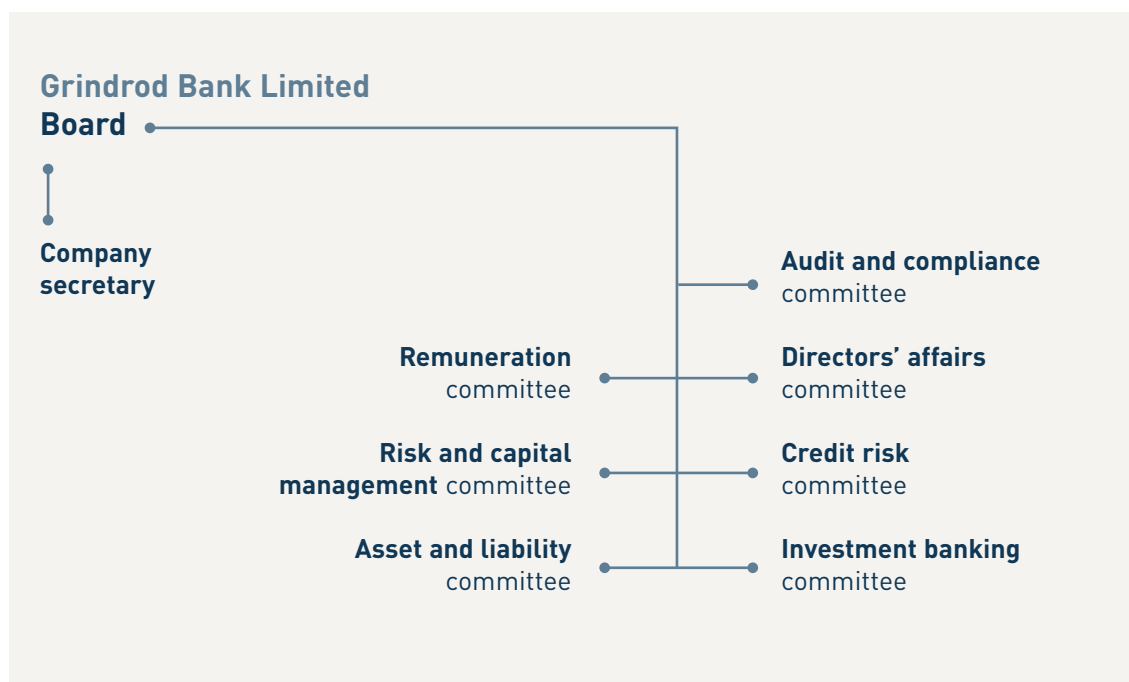 Grindrod Bank Limited
Board
Company
secretary
Audit and compliance
committee
Remuneration
committee
Directors’ affairs
committee
Risk and capital
management committee
Credit risk
committee
Asset and liability
committee
Investment banking
committee